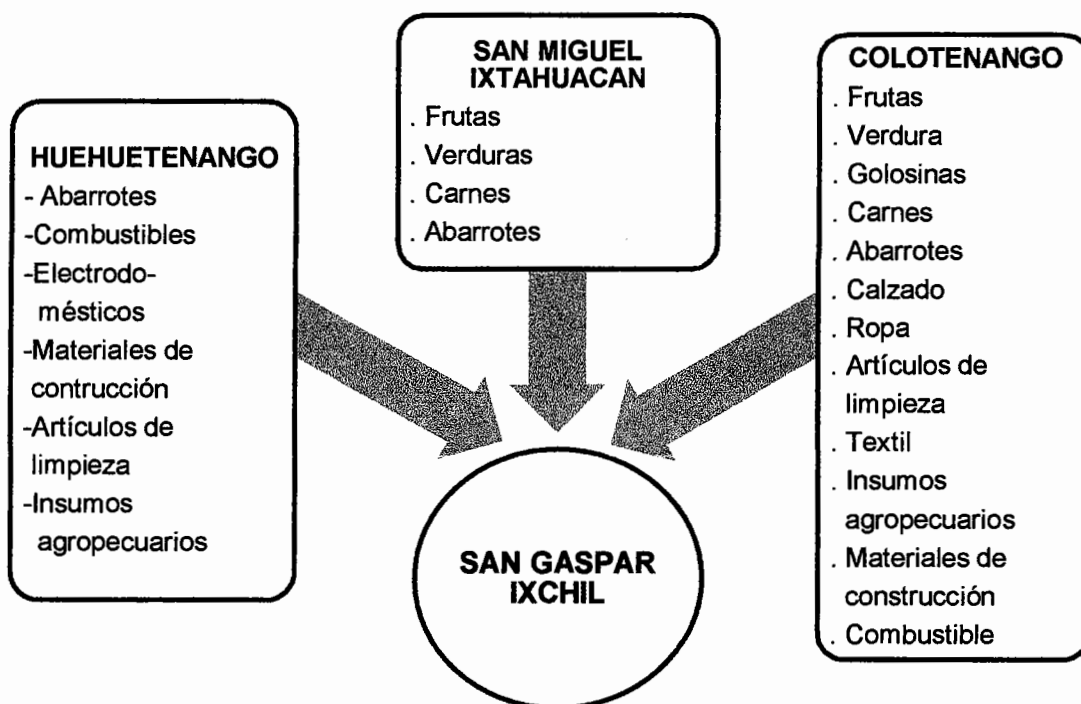 HUEHUETENANGO
- Abarrotes
-Combustibles
-Electrodo-
mésticos
-Materiales de
contrucción
-Artículos de
limpieza
-Insumos
agropecuarios
SAN MIGUEL
IXTAHUACAN
. Frutas
. Verduras
. Carnes
. Abarrotes
COLOTENANGO
. Frutas
. Verdura
. Golosinas
. Carnes
. Abarrotes
. Calzado
. Ropa
. Artículos de
limpieza
. Textil
. Insumos
agropecuarios
. Materiales de
construcción
. Combustible
SAN GASPAR
IXCHIL